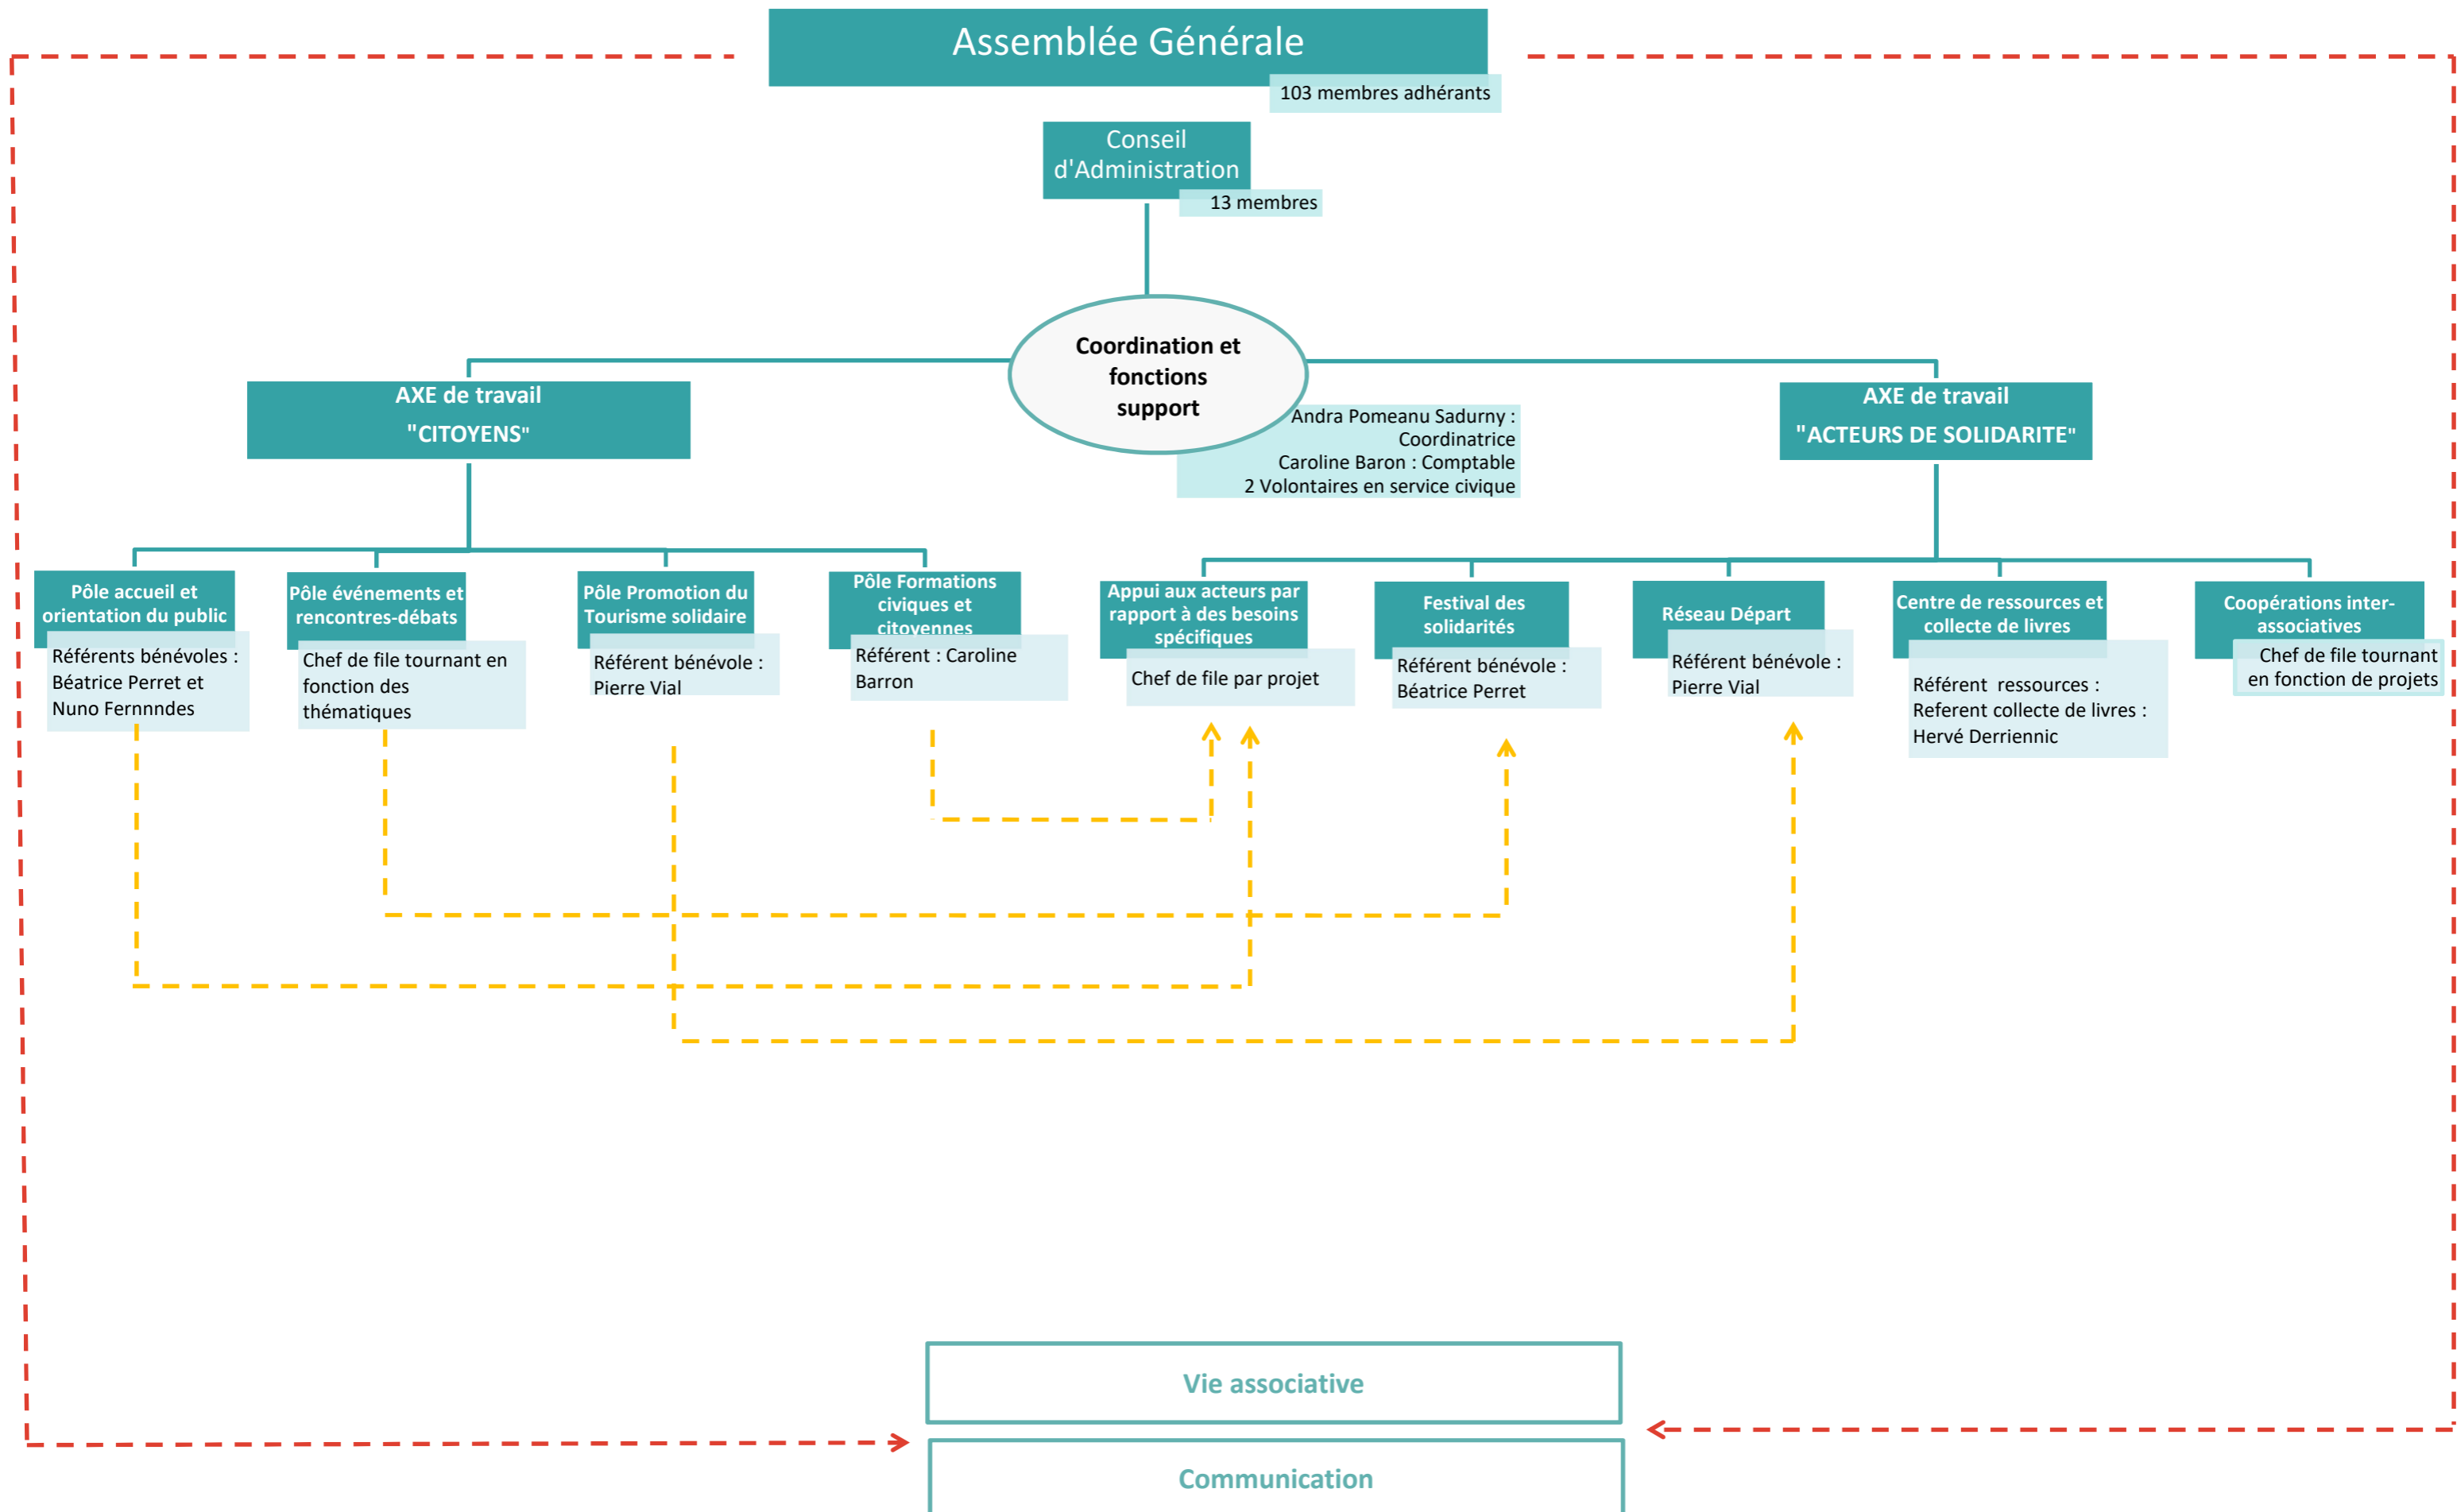 Assemblée Générale
103 membres adhérants
Conseil
d'Administration
13 membres
Coordination et
fonctions
support
Andra Pomeanu Sadurny :
Coordinatrice
Caroline Baron : Comptable
2 Volontaires en service civique
AXE de travail
"CITOYENS"
AXE de travail
"ACTEURS DE SOLIDARITE"
Pôle accueil et
orientation du public
Référents bénévoles :
Béatrice Perret et
Nuno Fernnndes
Pôle événements et
rencontres-débats
Chef de file tournant en
fonction des
thématiques
Pôle Promotion du
Tourisme solidaire
Référent bénévole :
Pierre Vial
Pôle Formations
civiques et
citoyennes
Référent : Caroline
Barron
Appui aux acteurs par
rapport à des besoins
spécifiques
Chef de file par projet
Festival des
solidarités
Référent bénévole :
Béatrice Perret
Réseau Départ
Référent bénévole :
Pierre Vial
Centre de ressources et
collecte de livres
Référent  ressources :
Referent collecte de livres :
Hervé Derriennic
Coopérations inter-
associatives
Chef de file tournant
en fonction de projets
Vie associative
Communication